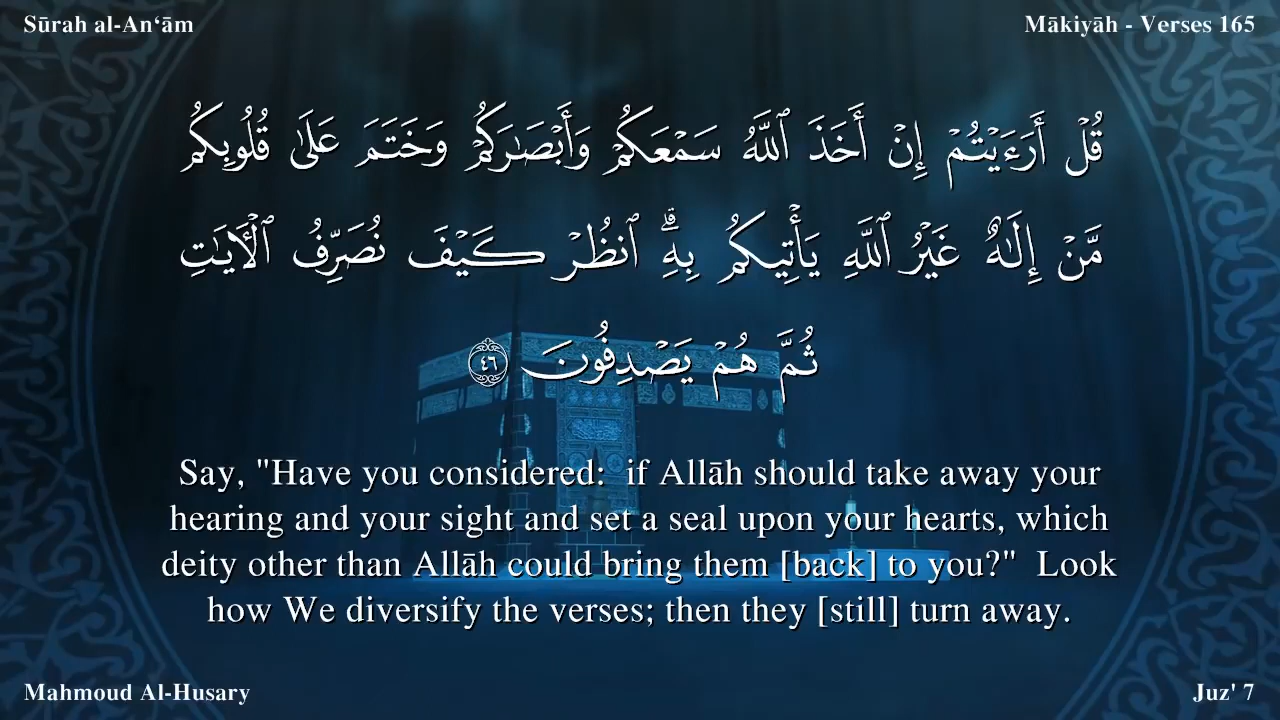 Sūrah al-An‘ām
Mākiyāh - Verses 165
قُلْ أَرَءَيْتُمْ إِنْ أَخَذَ ٱللَّهُ سَمْعَكُمْ وَأَبْصَٰرَكُمْ وَخَتَمَ عَلَىٰ قُلُوبِكُم
مَّنْ إِلَٰهٌ غَيْرُ ٱللَّهِ يَأْتِيكُم بِهِۗ ٱنظُرْ كَيْفَ نُصَرِّفُ ٱلْءَايَٰتِ
ثُمَّ هُمْ يَصْدِفُونَ ٤٦
Say, "Have you considered:  if Allāh should take away your
hearing and your sight and set a seal upon your hearts, which
deity other than Allāh could bring them [back] to you?"  Look
how We diversify the verses; then they [still] turn away.
Mahmoud Al-Husary
Juz' 7